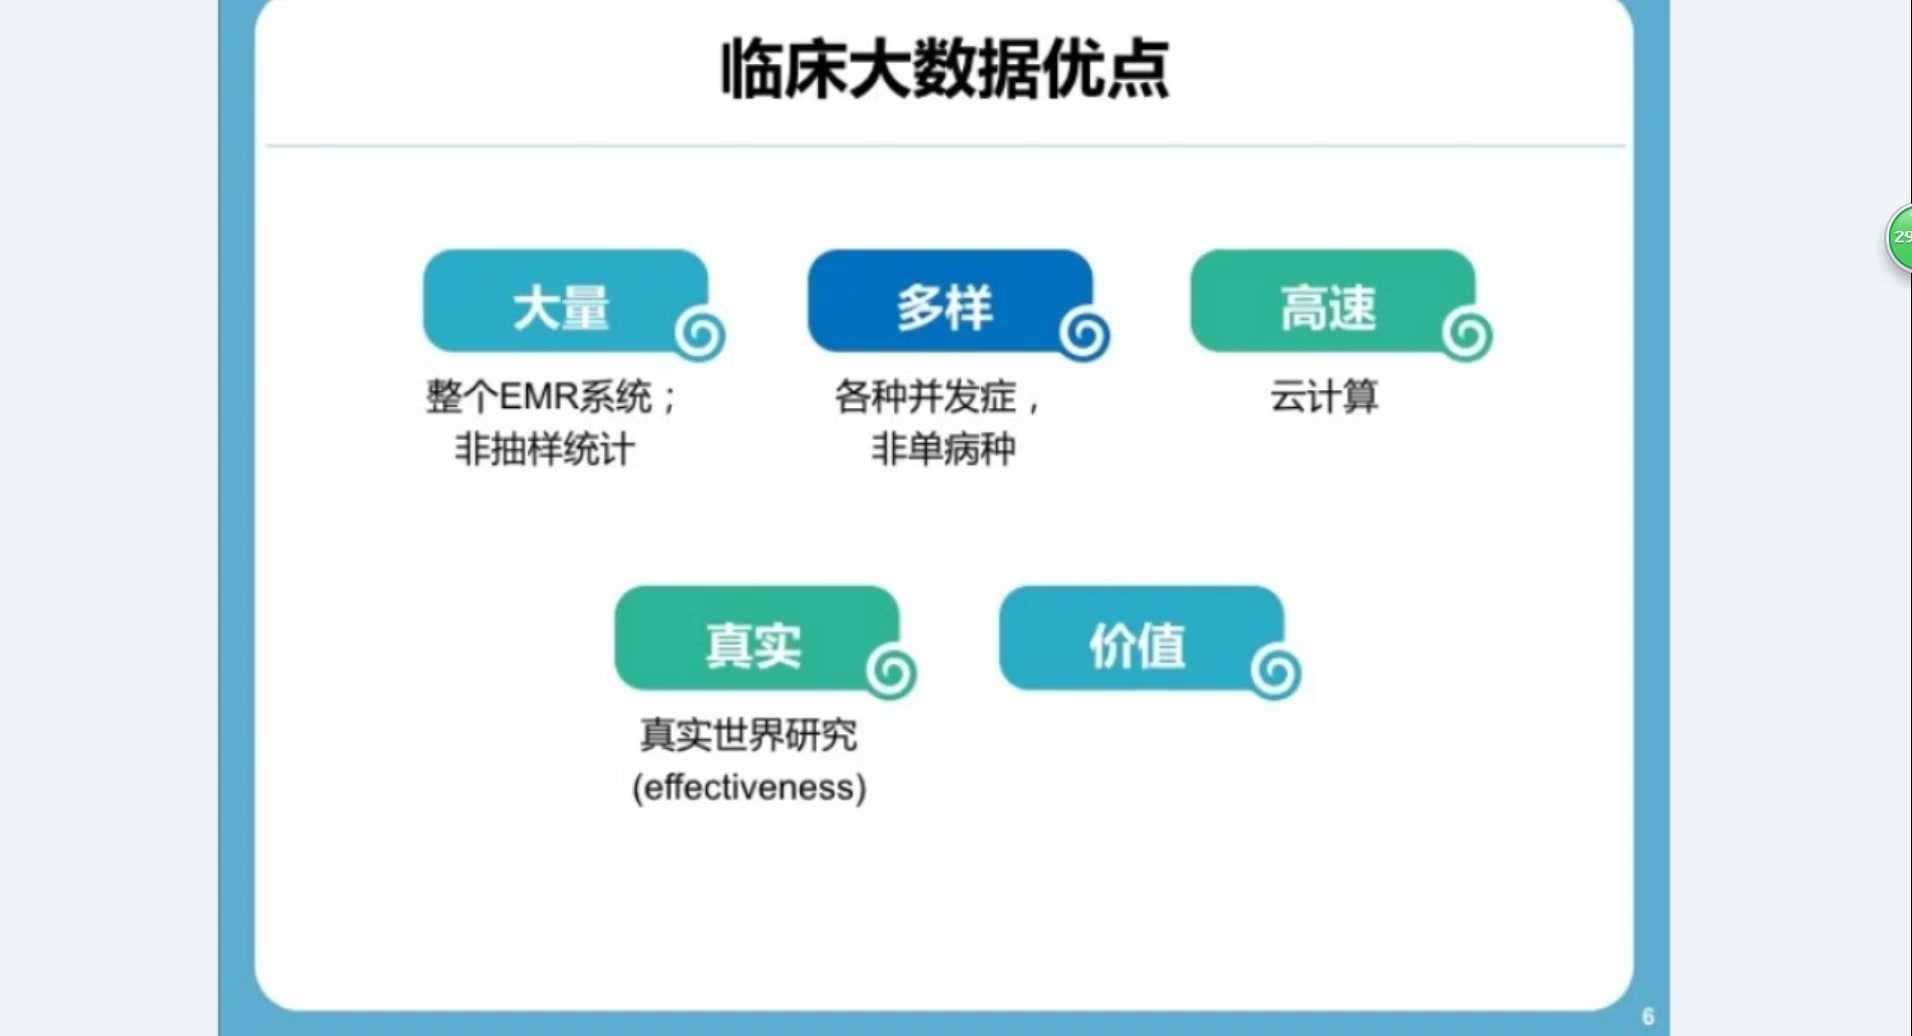 临床大数据优点
大量
多样
高速
整个EMR系统；
非抽样统计
各种并发症，
非单病种
云计算
真实
价值
真实世界研究
(effectiveness)
6
29